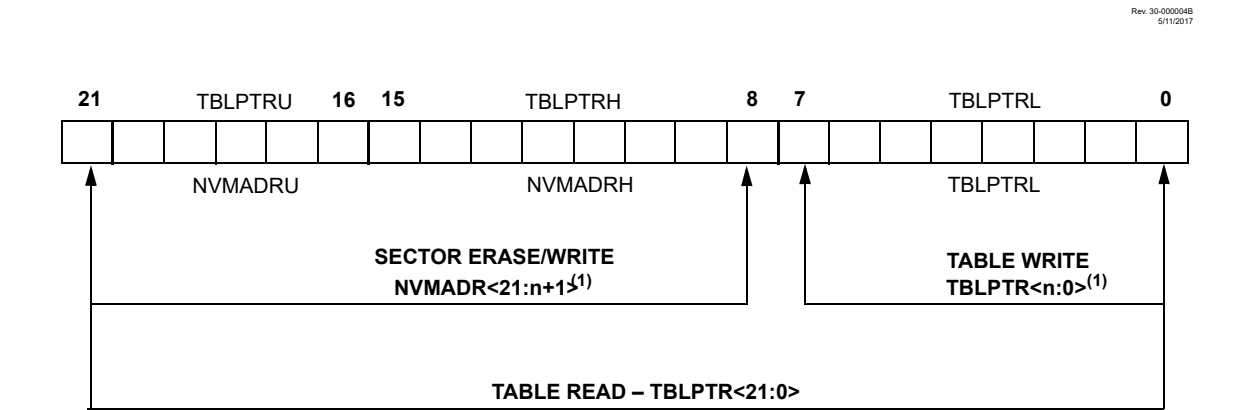 Rev. 30-000004B
5/11/2017
21 TBLPTRU 16 15 TBLPTRH 8 7 TBLPTRL 0
NVMADRU NVMADRH TBLPTRL
SECTOR ERASE/WRITE
NVMADR<21:n+1>(1)
TABLE WRITE
TBLPTR<n:0>(1)
TABLE READ – TBLPTR<21:0>